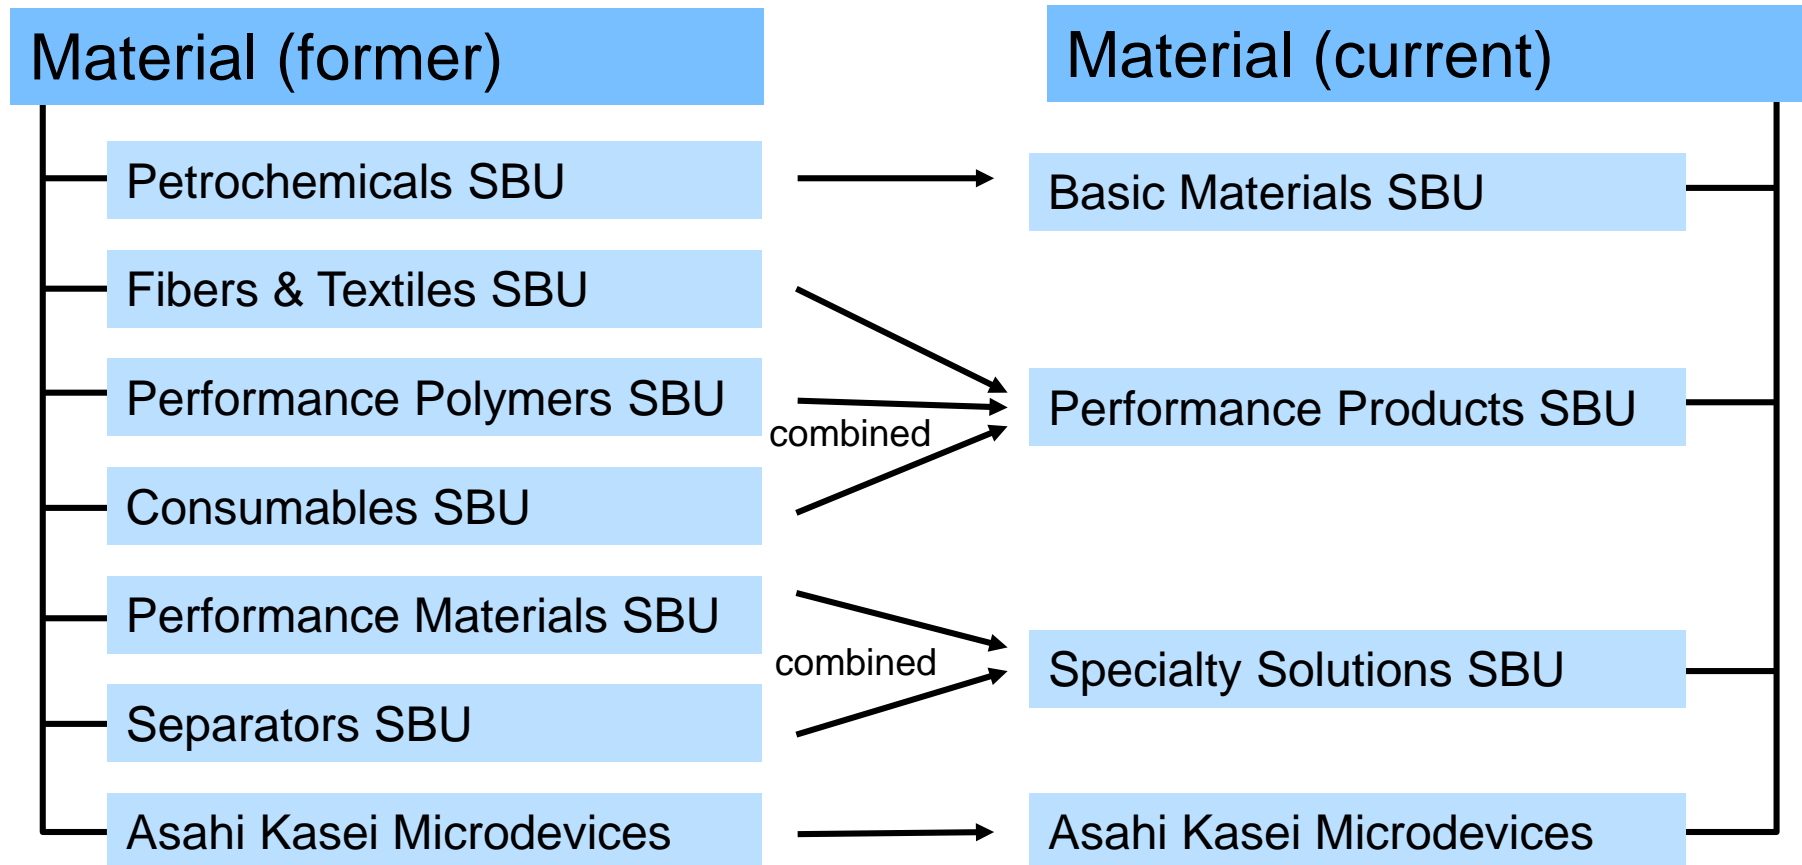 Material (former)
Petrochemicals SBU
Fibers & Textiles SBU
Performance Polymers SBU
combined
Consumables SBU
Performance Materials SBU
combined
Separators SBU
Asahi Kasei Microdevices
Material (current)
Basic Materials SBU
Performance Products SBU
Specialty Solutions SBU
Asahi Kasei Microdevices